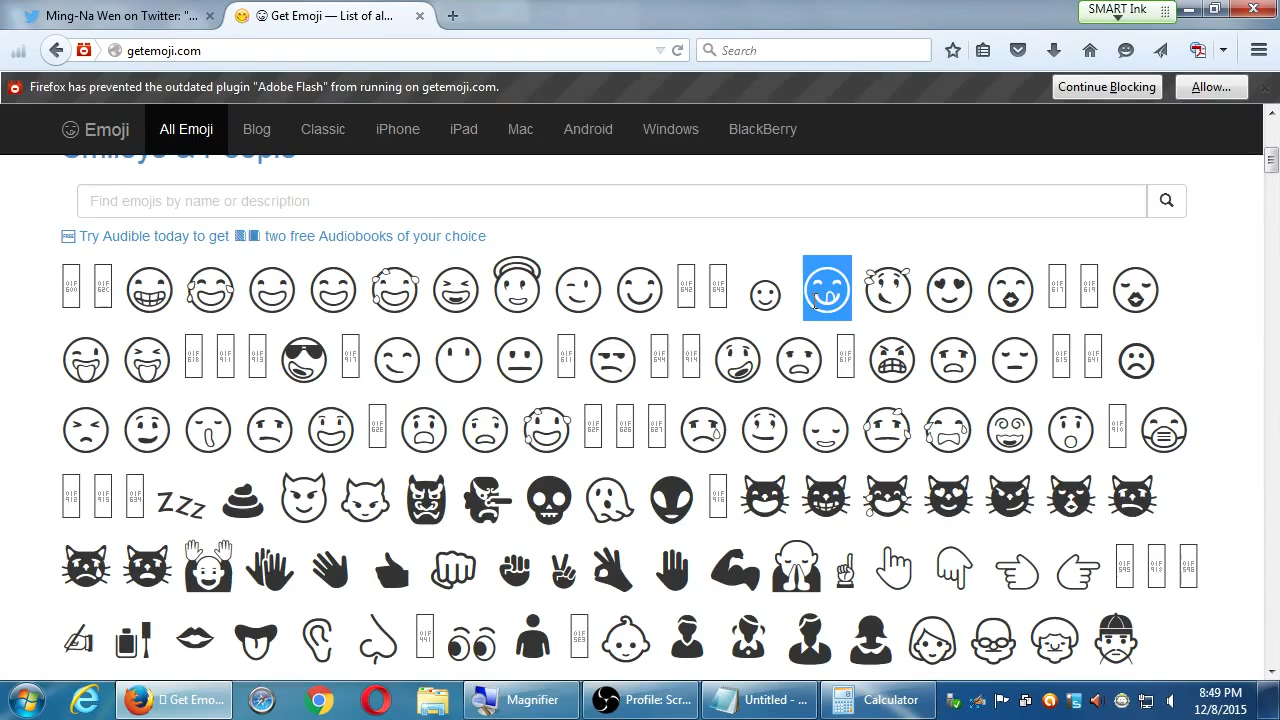 Ming-Na Wen on Twitter: "...
Get Emoji — List of al...
SMART Ink
getemoji.com
Search
Firefox has prevented the outdated plugin "Adobe Flash" from running on getemoji.com.
Continue Blocking
Allow...
Emoji
All Emoji
Blog
Classic
iPhone
iPad
Mac
Android
Windows
BlackBerry
Smileys & People
Find emojis by name or description
FREE Try Audible today to get two free Audiobooks of your choice
Get Emo...
Magnifier
Profile: Scr...
Untitled - ...
Calculator
8:49 PM
12/8/2015